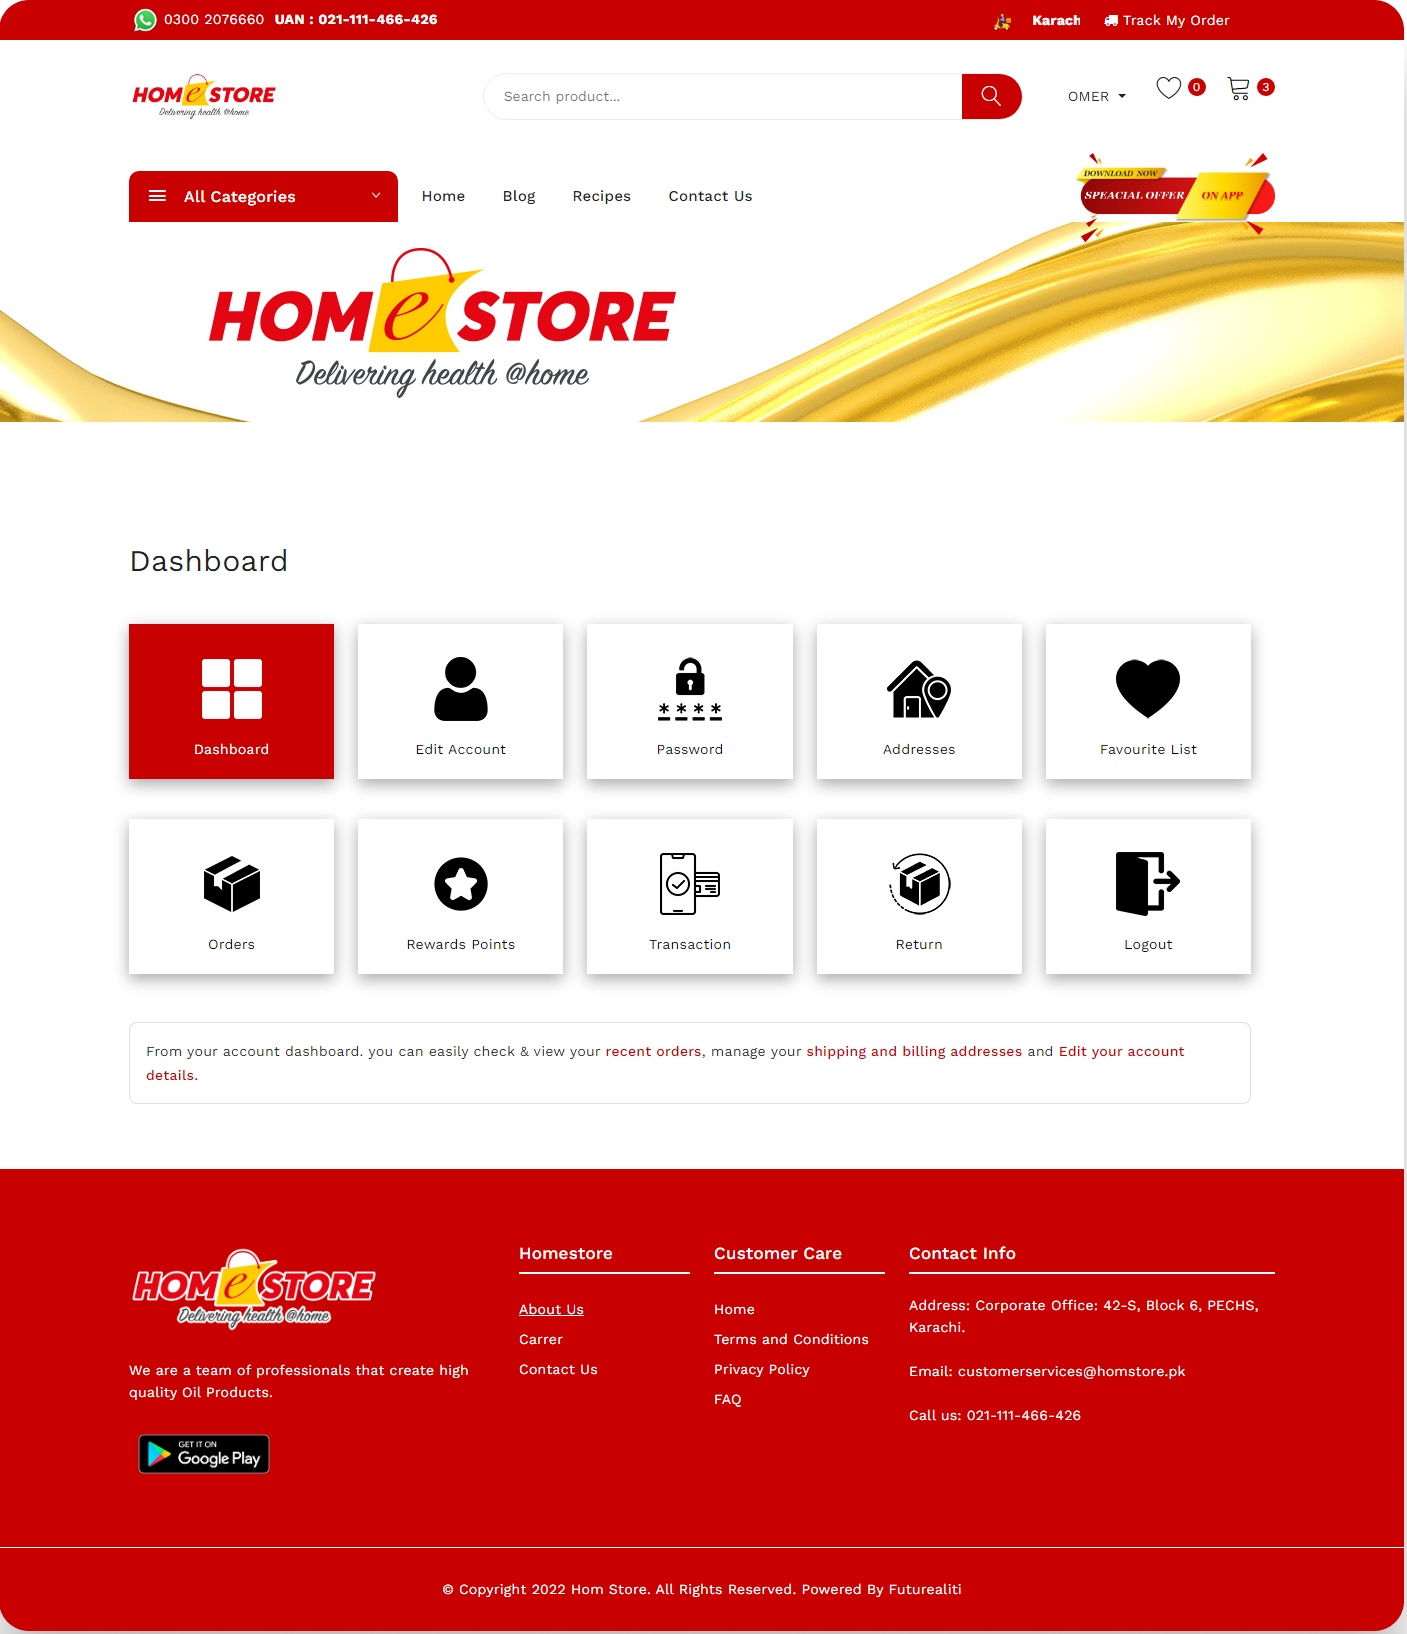 0300 2076660 UAN : 021-111-466-426
Karach
Track My Order
HOMeSTORE
Delivering health @home
Search product...
OMER
0
3
All Categories
Home
Blog
Recipes
Contact Us
DOWNLOAD NOW
SPEACIAL OFFER
ON APP
HOMeSTORE
Delivering health @home
Dashboard
Dashboard
Edit Account
Password
Addresses
Favourite List
Orders
Rewards Points
Transaction
Return
Logout
From your account dashboard. you can easily check & view your recent orders, manage your shipping and billing addresses and Edit your account
details.
HOMeSTORE
Delivering health @home
We are a team of professionals that create high
quality Oil Products.
GET IT ON
Google Play
Homestore
About Us
Carrer
Contact Us
Customer Care
Home
Terms and Conditions
Privacy Policy
FAQ
Contact Info
Address: Corporate Office: 42-S, Block 6, PECHS,
Karachi.
Email: customerservices@homstore.pk
Call us: 021-111-466-426
© Copyright 2022 Hom Store. All Rights Reserved. Powered By Futurealiti